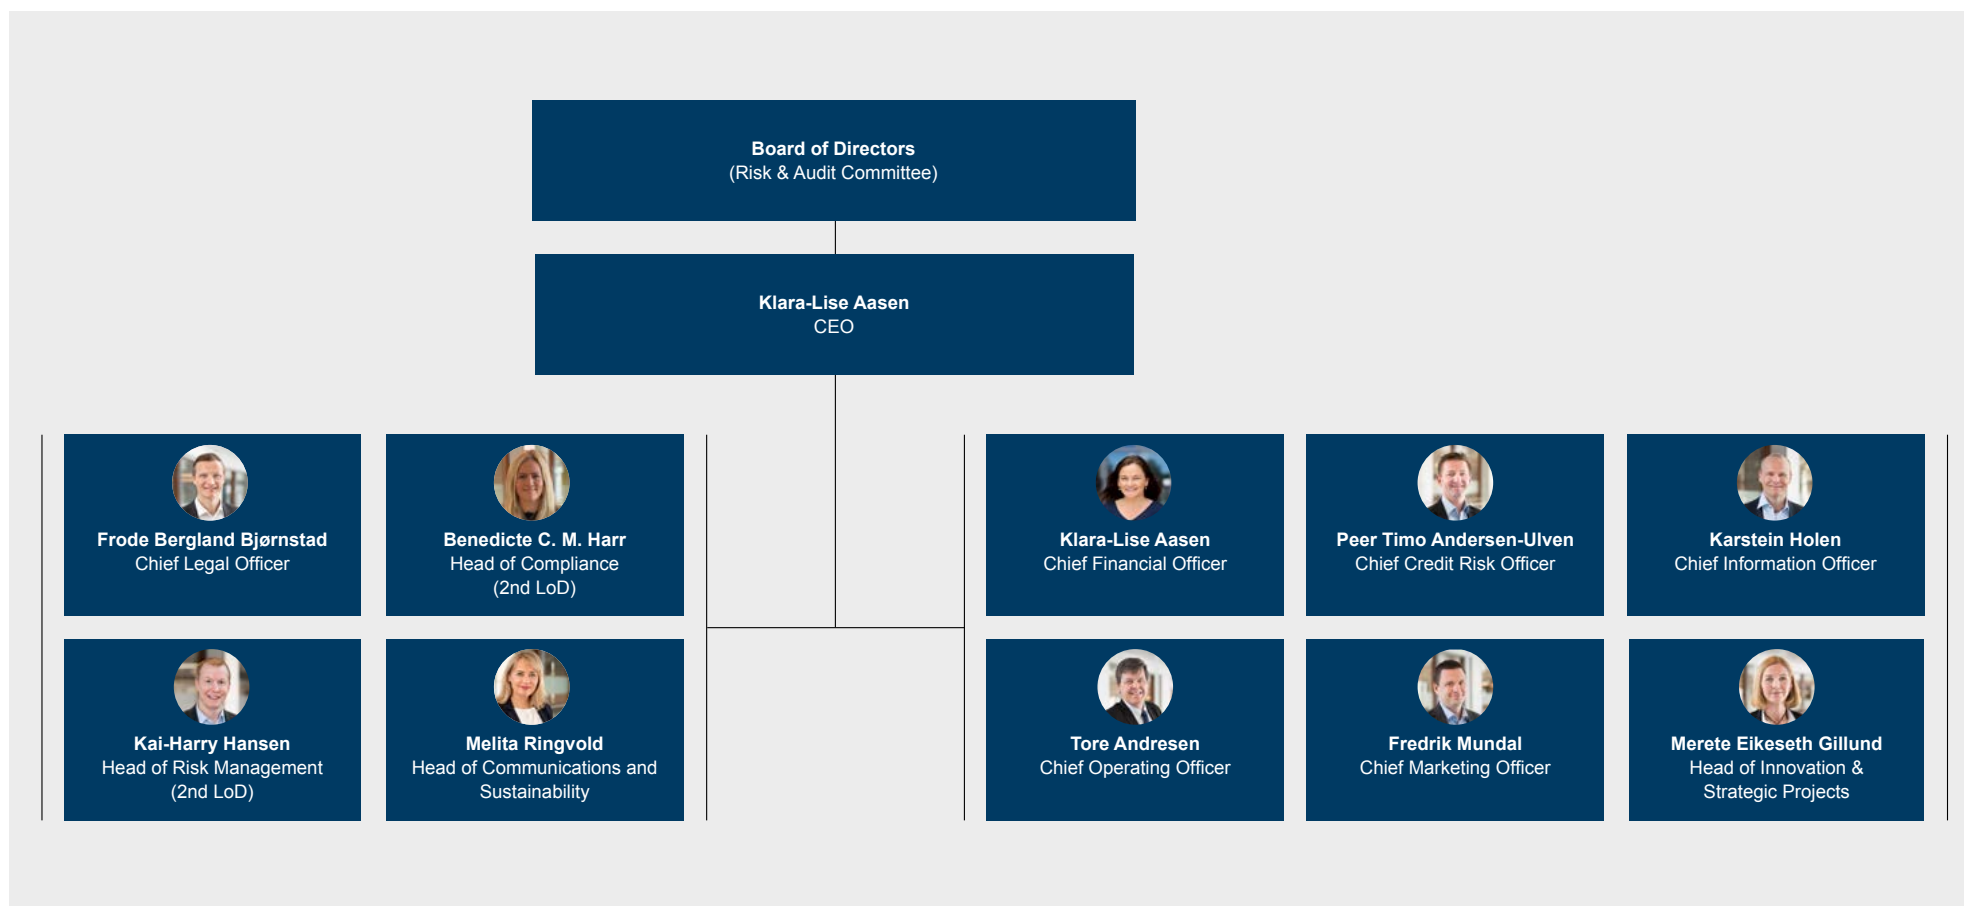 Board of Directors
(Risk & Audit Committee)
Klara-Lise Aasen
CEO
Frode Bergland Bjørnstad
Chief Legal Officer
Benedicte C. M. Harr
Head of Compliance
(2nd LoD)
Klara-Lise Aasen
Chief Financial Officer
Peer Timo Andersen-Ulven
Chief Credit Risk Officer
Karstein Holen
Chief Information Officer
Kai-Harry Hansen
Head of Risk Management
(2nd LoD)
Melita Ringvold
Head of Communications and
Sustainability
Tore Andresen
Chief Operating Officer
Fredrik Mundal
Chief Marketing Officer
Merete Eikeseth Gillund
Head of Innovation &
Strategic Projects